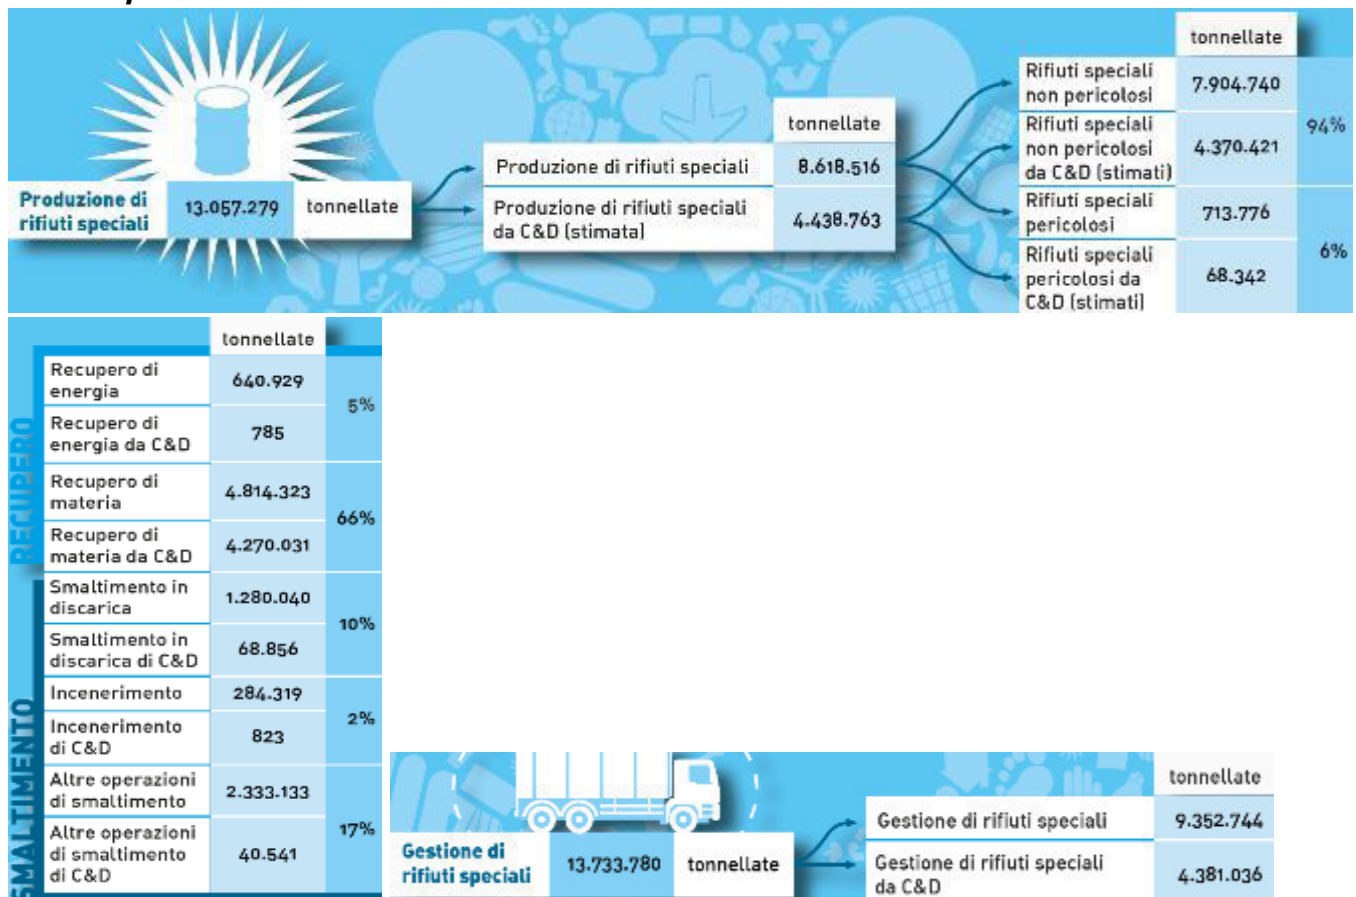 tonnellate
Rifiuti speciali
non pericolosi
7.904.740
Rifiuti speciali
non pericolosi
da C&D (stimati)
4.370.421
94%
Rifiuti speciali
pericolosi
713.776
Rifiuti speciali
pericolosi da
C&D (stimati)
68.342
6%
tonnellate
Produzione di rifiuti speciali
8.618.516
Produzione di rifiuti speciali
da C&D (stimata)
4.438.763
Produzione di
rifiuti speciali
13.057.279
tonnellate
tonnellate
RECUPERO
Recupero di
energia
640.929
Recupero di
energia da C&D
785
5%
Recupero di
materia
4.814.323
Recupero di
materia da C&D
4.270.031
66%
SMALTIMENTO
Smaltimento in
discarica
1.280.040
Smaltimento in
discarica di C&D
68.856
10%
Incenerimento
284.319
Incenerimento
di C&D
823
2%
Altre operazioni
di smaltimento
2.333.133
Altre operazioni
di smaltimento
di C&D
40.541
17%
Gestione di
rifiuti speciali
13.733.780
tonnellate
tonnellate
Gestione di rifiuti speciali
9.352.744
Gestione di rifiuti speciali
da C&D
4.381.036